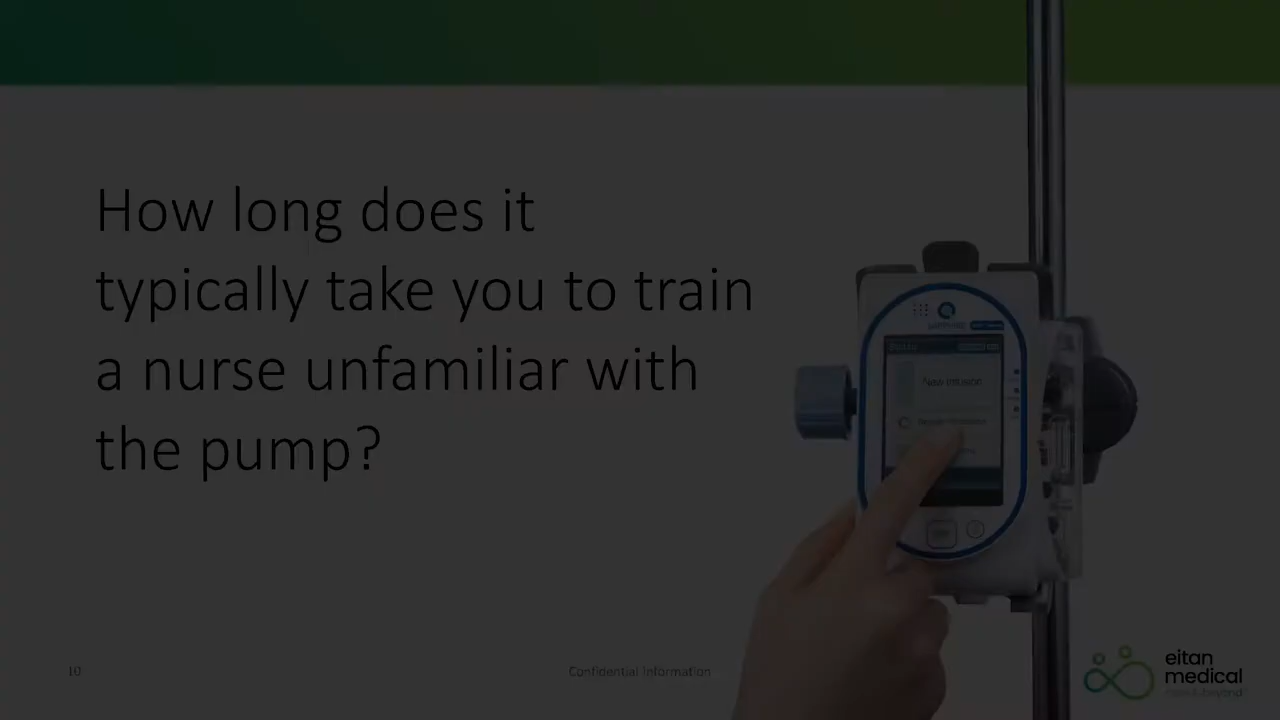 How long does it
typically take you to train
a nurse unfamiliar with
the pump?
SAPPHIRE
New Infusion
10
Confidential Information
eitan
medical